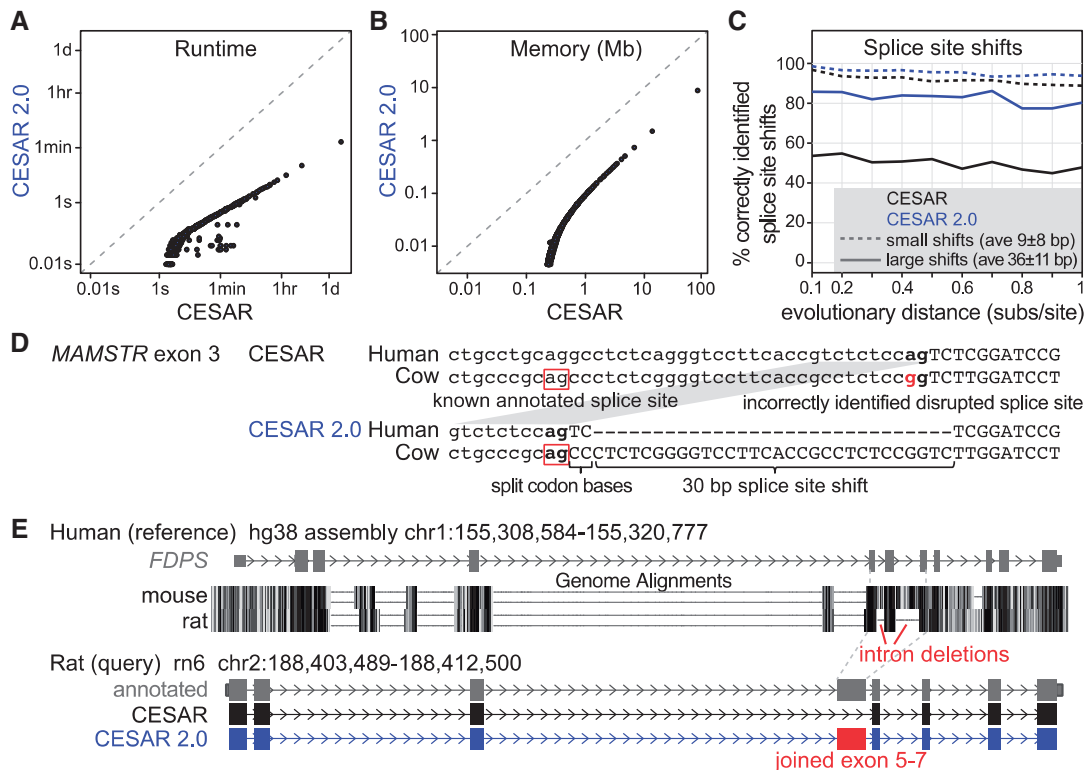 A
Runtime
CESAR 2.0
1d
1hr
1min
1s
0.01s
0.01s 1s 1min 1hr 1d
CESAR
B
Memory (Mb)
CESAR 2.0
100
10
1
0.1
0.01
0.01 0.1 1 10 100
CESAR
C
Splice site shifts
% correctly identified
splice site shifts
100
80
60
40
20
0
CESAR
CESAR 2.0
small shifts (ave 9±8 bp)
large shifts (ave 36±11 bp)
0.1 0.2 0.4 0.6 0.8 1
evolutionary distance (subs/site)
D
MAMSTR exon 3 CESAR Human ctgcctgcaggcctctcagggtccttcaccgtctctccagTCTCGGATCCG
Cow ctgcccgcagccctctcggggtccttcaccgcctctccggTCTTGGATCCT
known annotated splice site incorrectly identified disrupted splice site
CESAR 2.0 Human gtctctccagTC------------------------------TCGGATCCG
Cow ctgcccgcagCCCTCTCGGGGTCCTTCACCGCCTCTCCGGTCTTGGATCCT
split codon bases 30 bp splice site shift
E
Human (reference) hg38 assembly chr1:155,308,584-155,320,777
FDPS
Genome Alignments
mouse
rat
intron deletions
Rat (query) rn6 chr2:188,403,489-188,412,500
annotated
CESAR
CESAR 2.0
joined exon 5-7